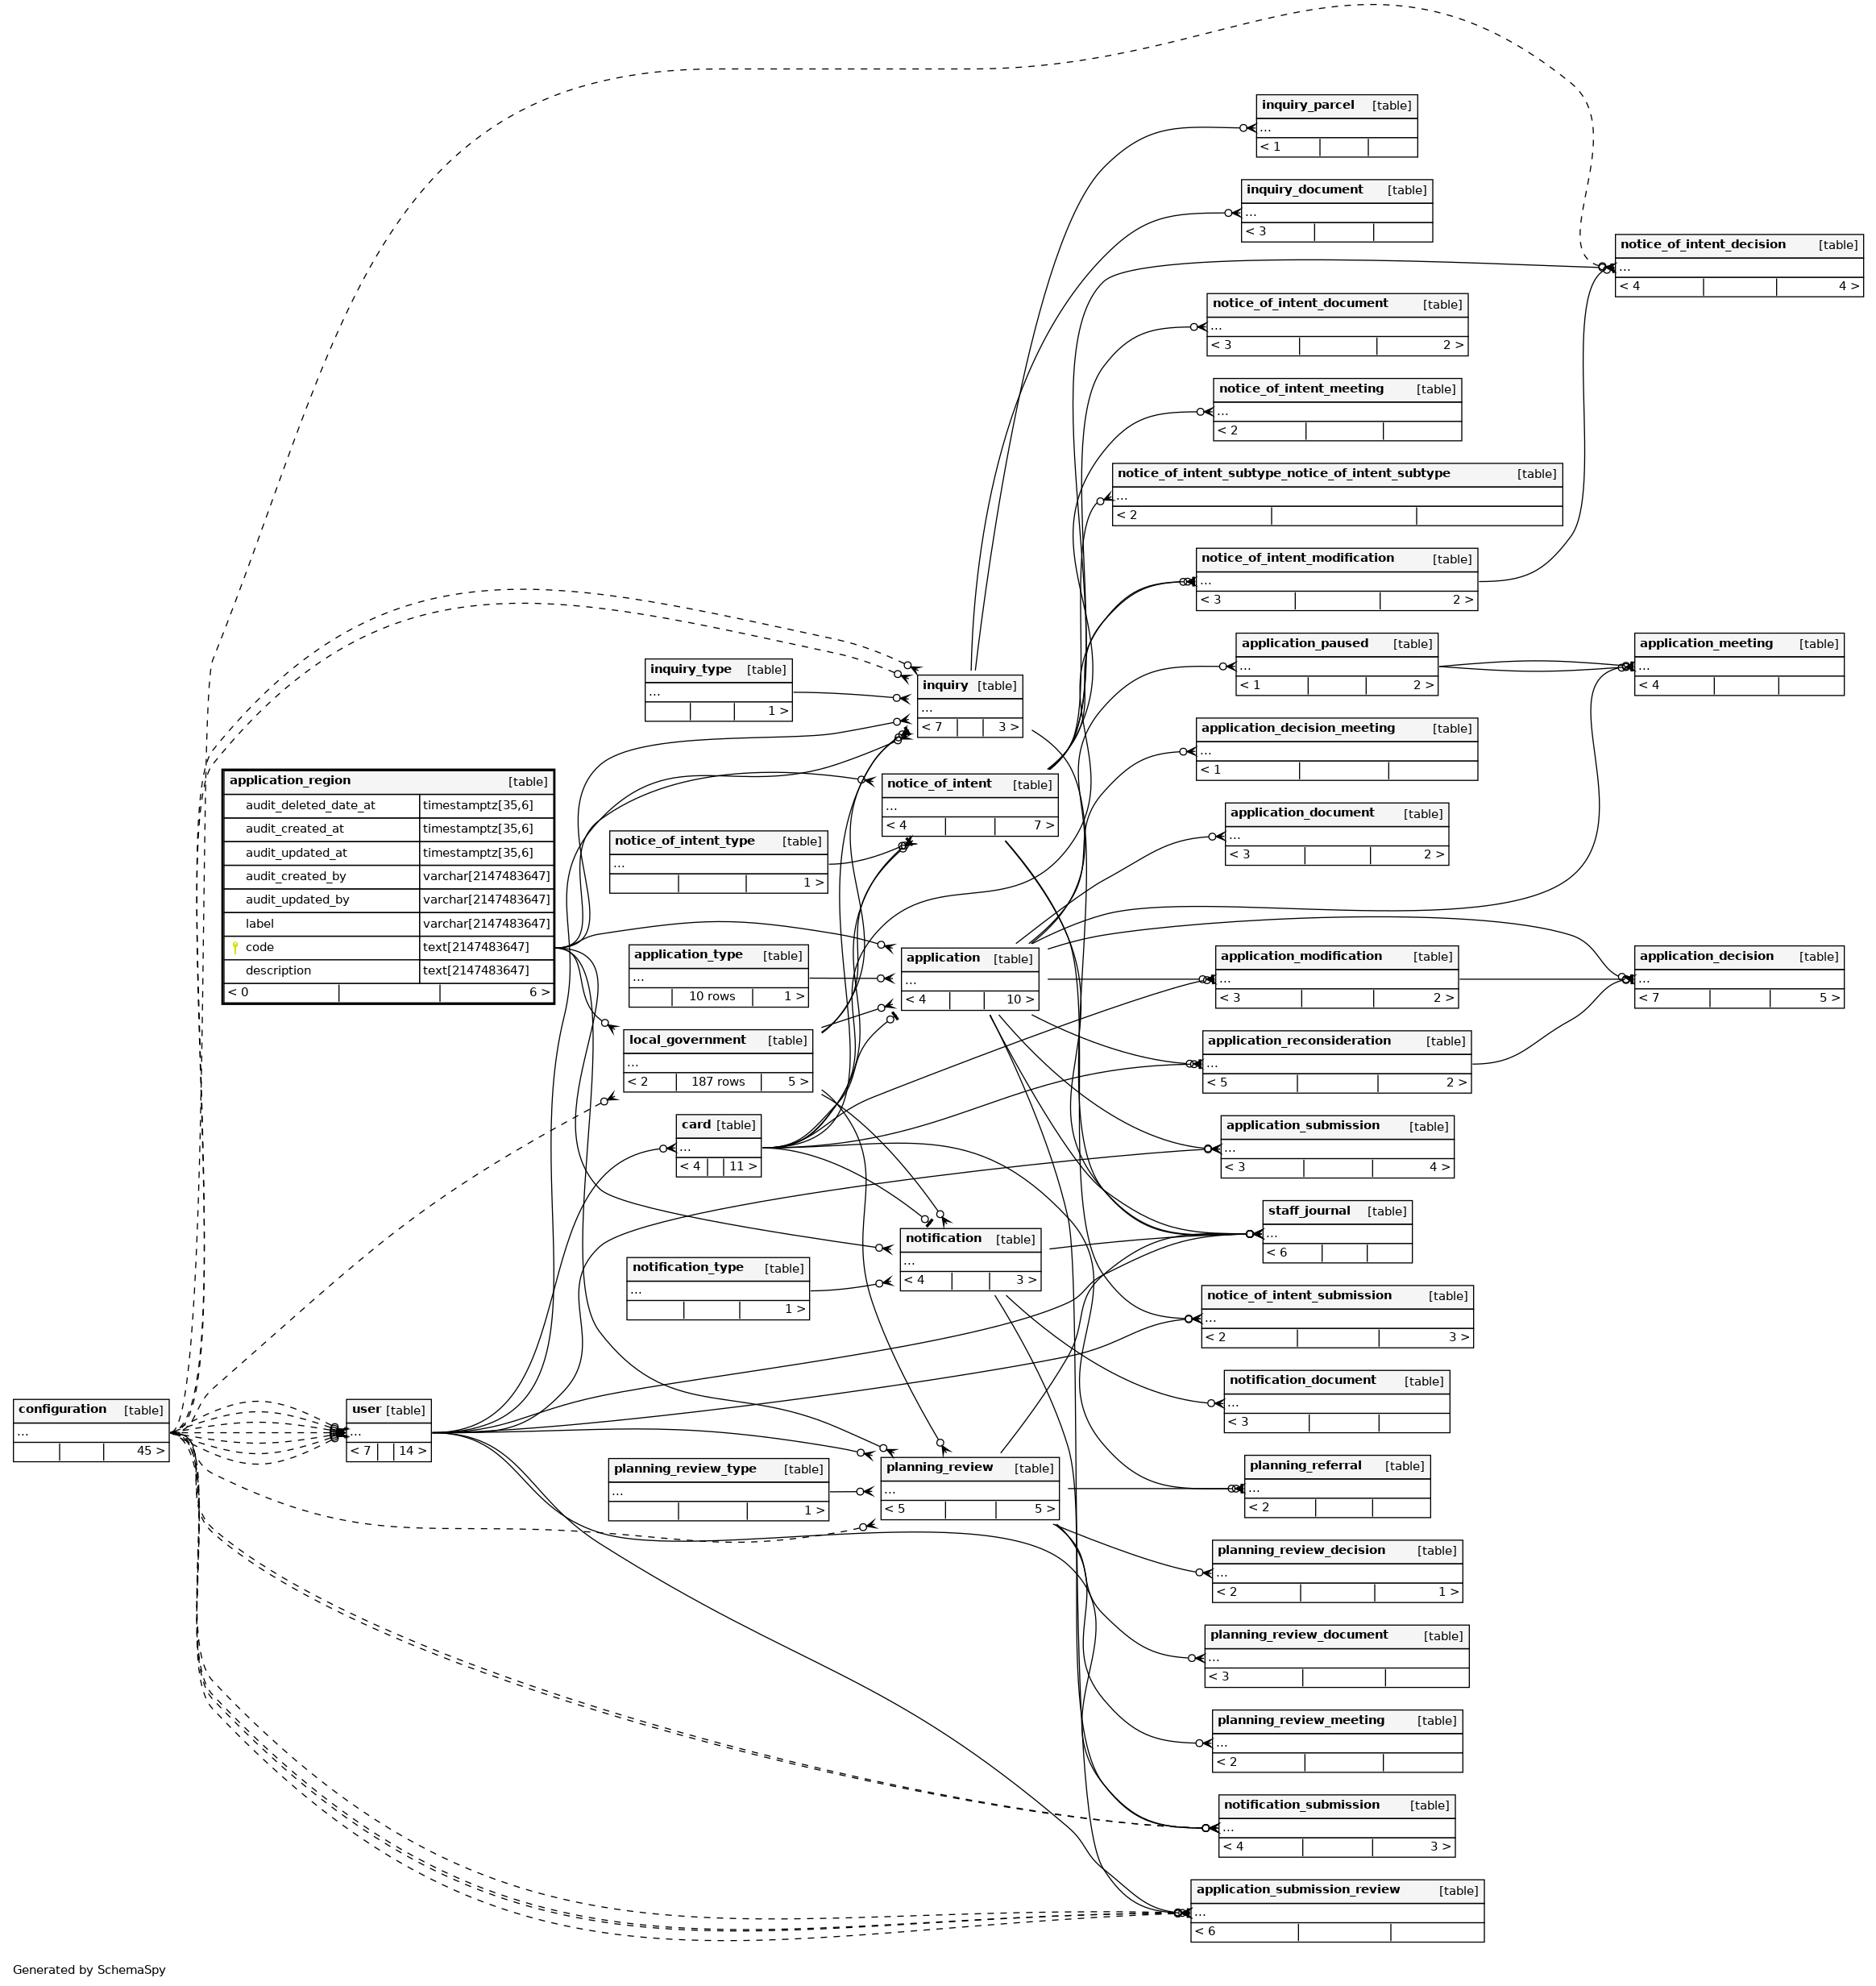 inquiry_parcel [table]
...
< 1
inquiry_document [table]
...
< 3
notice_of_intent_decision [table]
...
< 4 4 >
notice_of_intent_document [table]
...
< 3 2 >
notice_of_intent_meeting [table]
...
< 2
notice_of_intent_subtype_notice_of_intent_subtype [table]
...
< 2
notice_of_intent_modification [table]
...
< 3 2 >
application_paused [table]
...
< 1 2 >
application_meeting [table]
...
< 4
inquiry_type [table]
...
1 >
inquiry [table]
...
< 7 3 >
application_decision_meeting [table]
...
< 1
application_region [table]
audit_deleted_date_at timestamptz[35,6]
audit_created_at timestamptz[35,6]
audit_updated_at timestamptz[35,6]
audit_created_by varchar[2147483647]
audit_updated_by varchar[2147483647]
label varchar[2147483647]
code text[2147483647]
description text[2147483647]
< 0 6 >
notice_of_intent [table]
...
< 4 7 >
notice_of_intent_type [table]
...
1 >
application_document [table]
...
< 3 2 >
application_type [table]
...
10 rows 1 >
application [table]
...
< 4 10 >
application_modification [table]
...
< 3 2 >
application_decision [table]
...
< 7 5 >
local_government [table]
...
< 2 187 rows 5 >
application_reconsideration [table]
...
< 5 2 >
card [table]
...
< 4 11 >
application_submission [table]
...
< 3 4 >
staff_journal [table]
...
< 6
notification [table]
...
< 4 3 >
notification_type [table]
...
1 >
notice_of_intent_submission [table]
...
< 2 3 >
notification_document [table]
...
< 3
configuration [table]
...
45 >
user [table]
...
< 7 14 >
planning_review_type [table]
...
1 >
planning_review [table]
...
< 5 5 >
planning_referral [table]
...
< 2
planning_review_decision [table]
...
< 2 1 >
planning_review_document [table]
...
< 3
planning_review_meeting [table]
...
< 2
notification_submission [table]
...
< 4 3 >
application_submission_review [table]
...
< 6
Generated by SchemaSpy